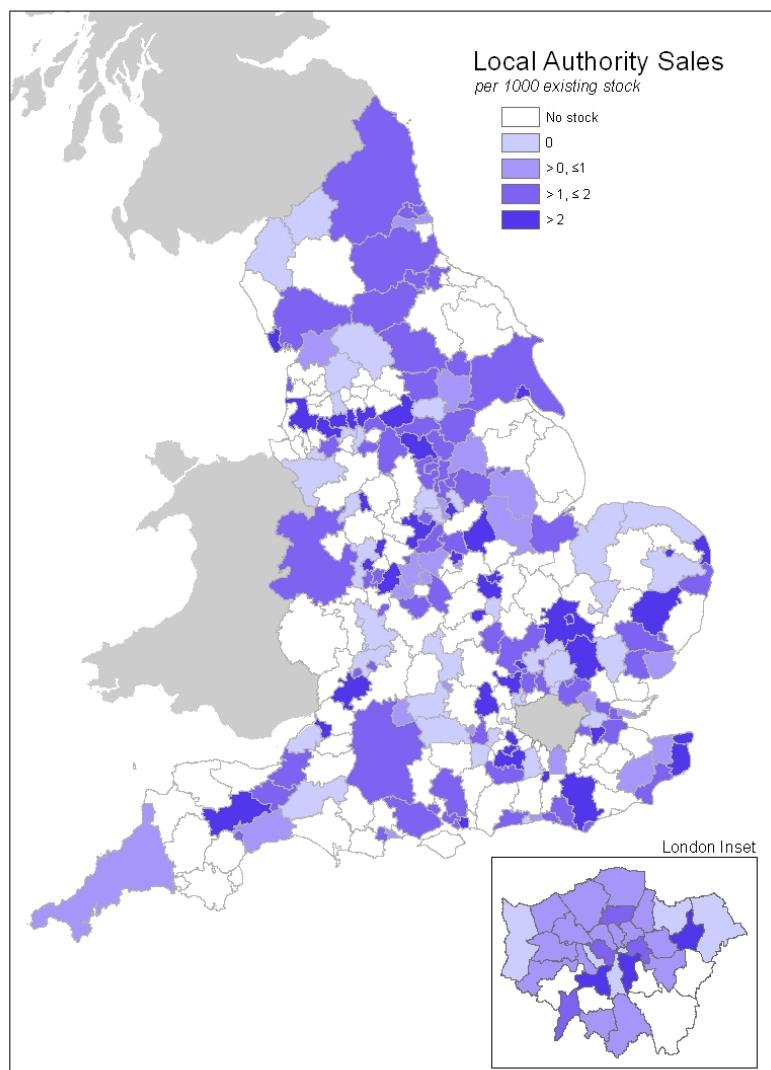 Local Authority Sales
per 1000 existing stock
No stock
0
> 0, ≤1
> 1, ≤ 2
> 2
London Inset